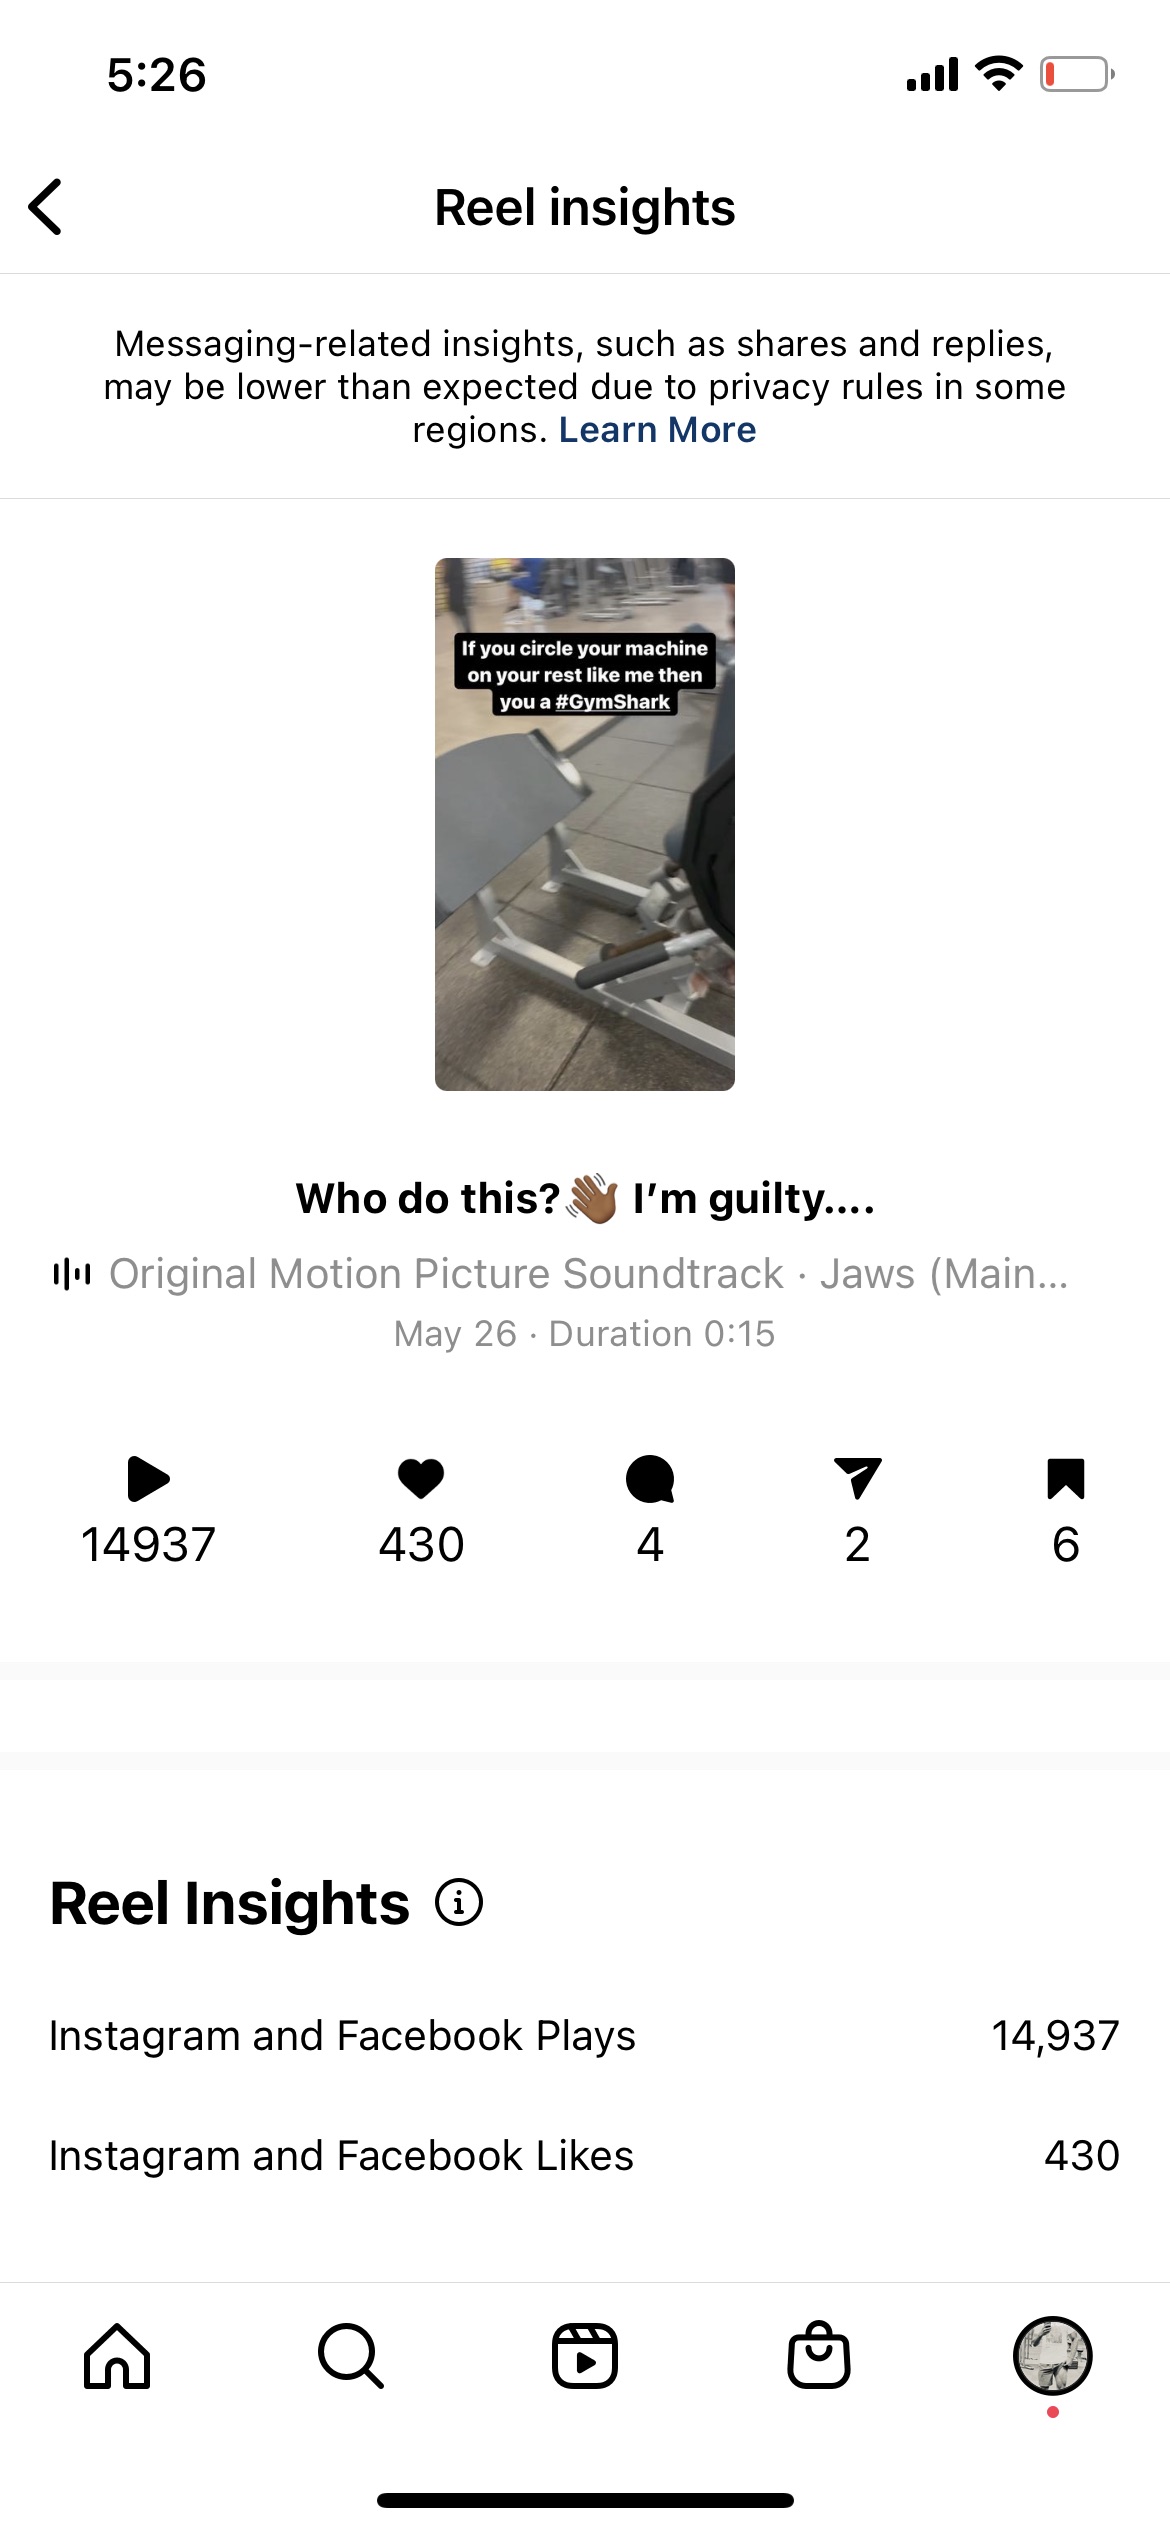 5:26
Reel insights
Messaging-related insights, such as shares and replies,
may be lower than expected due to privacy rules in some
regions. Learn More
If you circle your machine
on your rest like me then
you a #GymShark
Who do this?👋🏾 I’m guilty....
Original Motion Picture Soundtrack · Jaws (Main...
May 26 · Duration 0:15
14937 430 4 2 6
Reel Insights
Instagram and Facebook Plays 14,937
Instagram and Facebook Likes 430